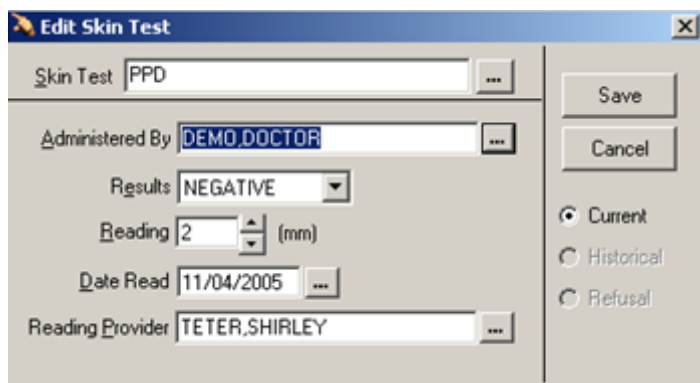 Edit Skin Test
Skin Test PPD ...
Save
Administered By DEMO,DOCTOR ...
Cancel
Results NEGATIVE
Reading 2 (mm)
Current
Date Read 11/04/2005 ...
Historical
Refusal
Reading Provider TETER,SHIRLEY ...